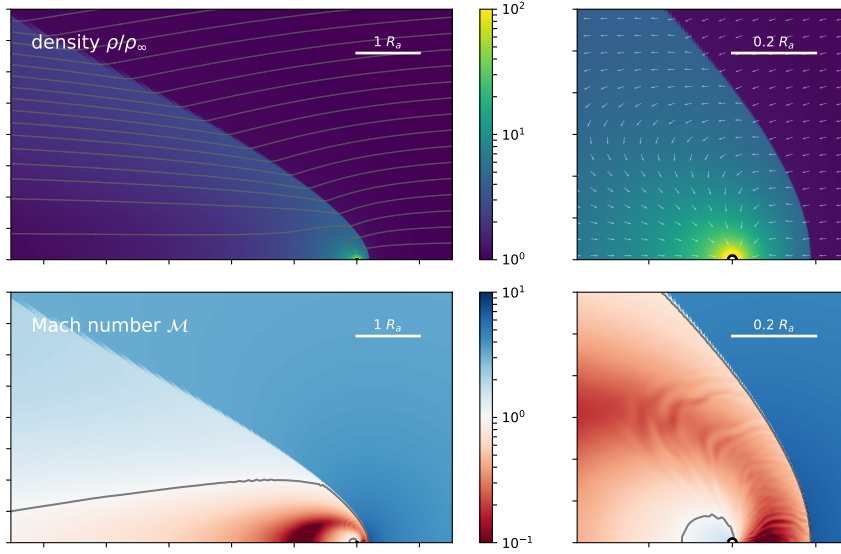 density ρ/ρ∞
1 Rₐ
10²
10¹
10⁰
0.2 Rₐ
Mach number ℳ
1 Rₐ
10¹
10⁰
10⁻¹
0.2 Rₐ